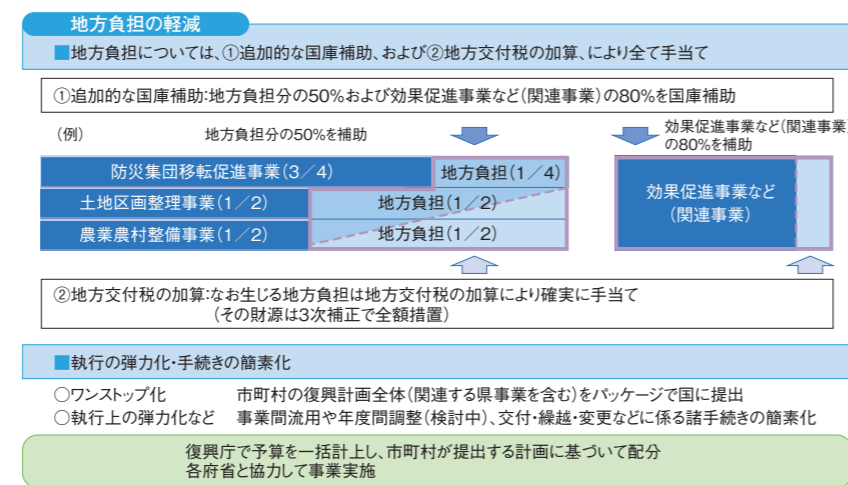 地方負担の軽減
■地方負担については、①追加的な国庫補助、および②地方交付税の加算、により全て手当て
①追加的な国庫補助:地方負担分の50%および効果促進事業など(関連事業)の80%を国庫補助
(例)
地方負担分の50%を補助
効果促進事業など(関連事業)
の80%を補助
防災集団移転促進事業(3/4)
地方負担(1/4)
土地区画整理事業(1/2)
地方負担(1/2)
農業農村整備事業(1/2)
地方負担(1/2)
効果促進事業など
(関連事業)
②地方交付税の加算:なお生じる地方負担は地方交付税の加算により確実に手当て
(その財源は3次補正で全額措置)
■執行の弾力化・手続きの簡素化
○ワンストップ化 市町村の復興計画全体(関連する県事業を含む)をパッケージで国に提出
○執行上の弾力化など 事業間流用や年度間調整(検討中)、交付・繰越・変更などに係る諸手続きの簡素化
復興庁で予算を一括計上し、市町村が提出する計画に基づいて配分
各府省と協力して事業実施